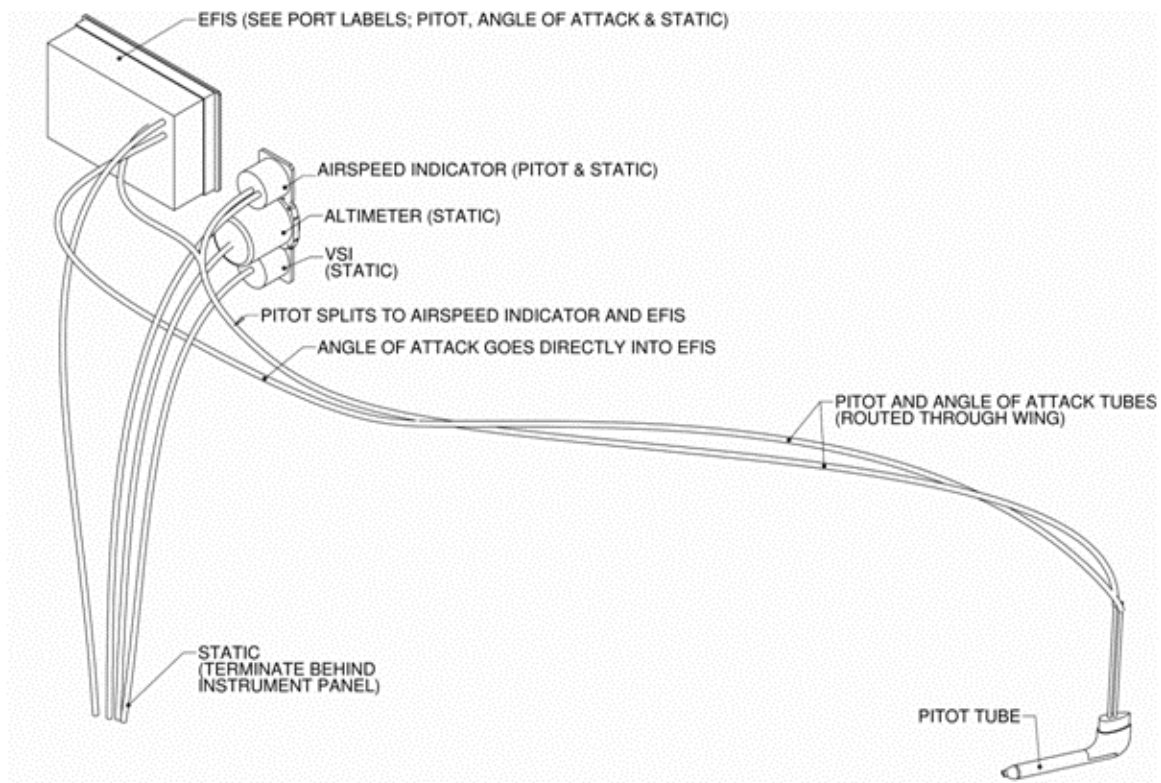 EFIS (SEE PORT LABELS; PITOT, ANGLE OF ATTACK & STATIC)
AIRSPEED INDICATOR (PITOT & STATIC)
ALTIMETER (STATIC)
VSI
(STATIC)
PITOT SPLITS TO AIRSPEED INDICATOR AND EFIS
ANGLE OF ATTACK GOES DIRECTLY INTO EFIS
PITOT AND ANGLE OF ATTACK TUBES
(ROUTED THROUGH WING)
STATIC
(TERMINATE BEHIND
INSTRUMENT PANEL)
PITOT TUBE